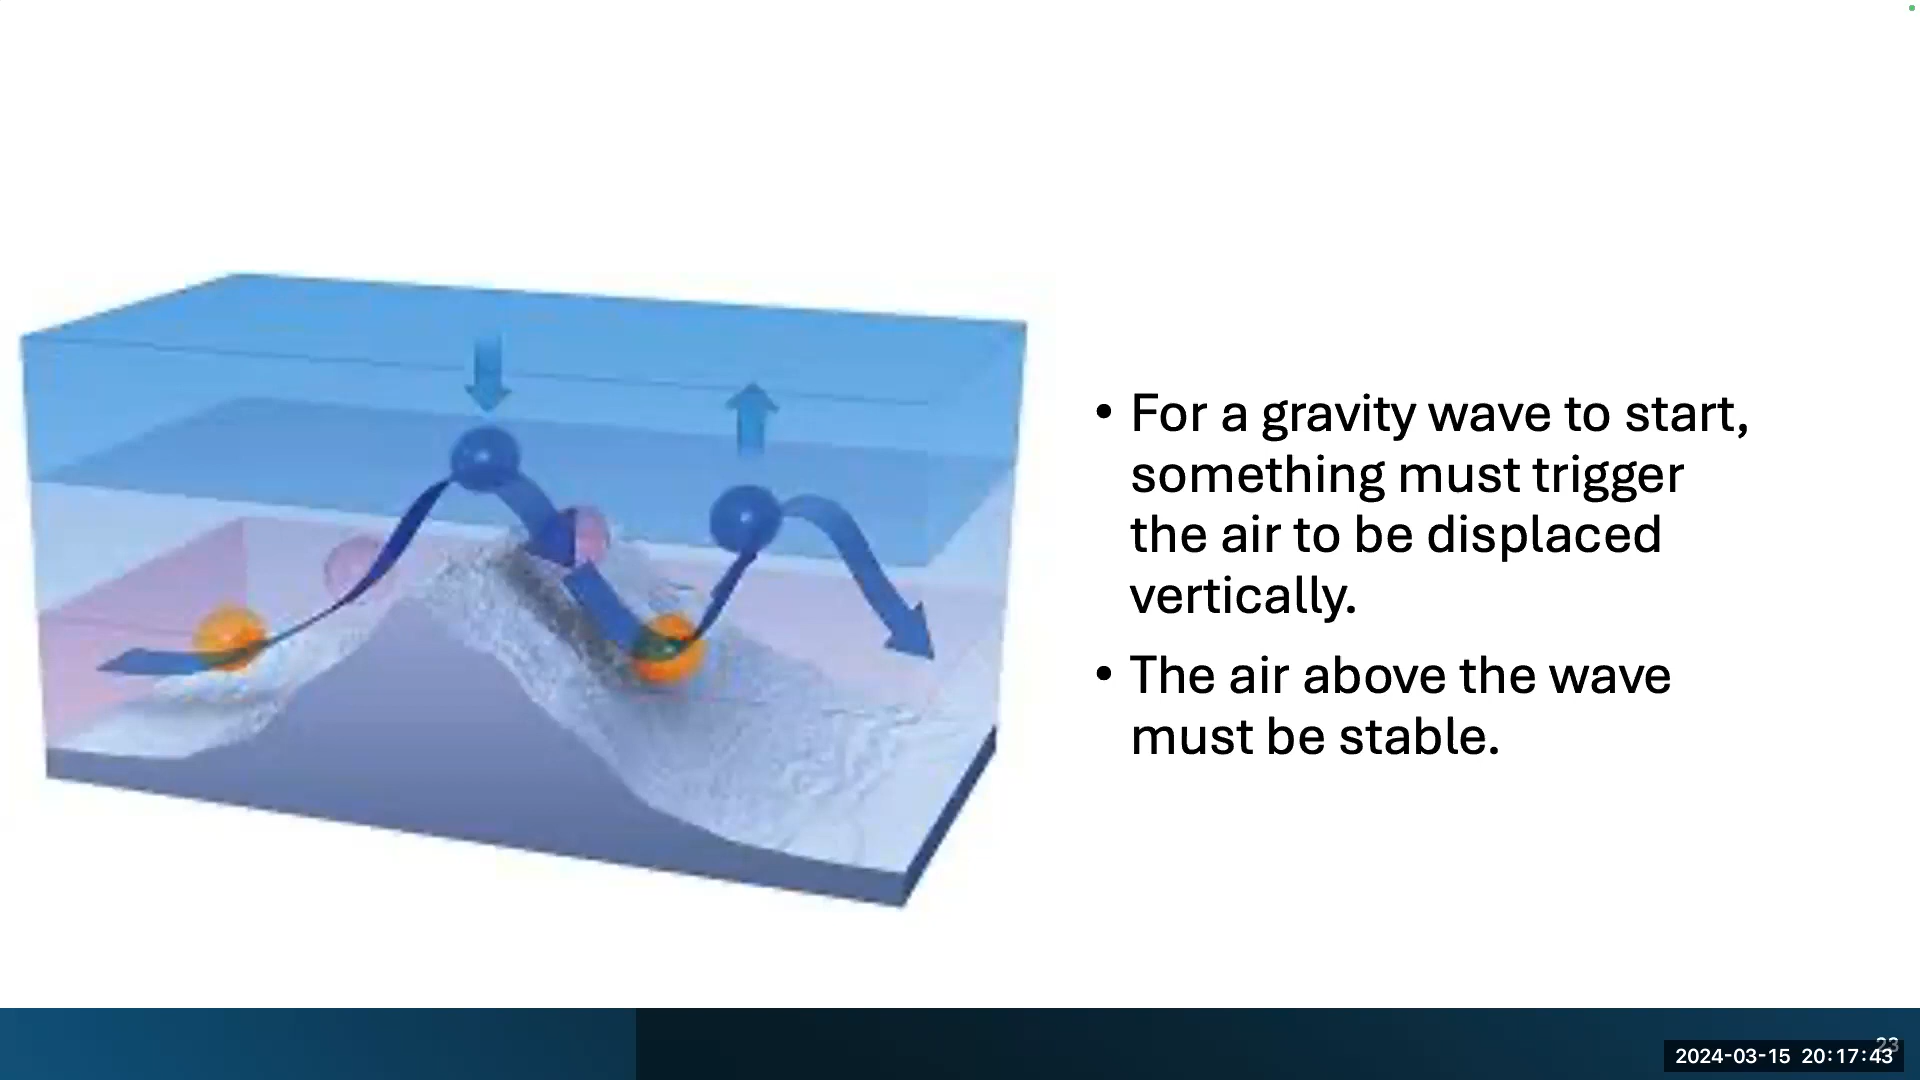 • For a gravity wave to start,
something must trigger
the air to be displaced
vertically.
• The air above the wave
must be stable.
23
2024-03-15 20:17:43